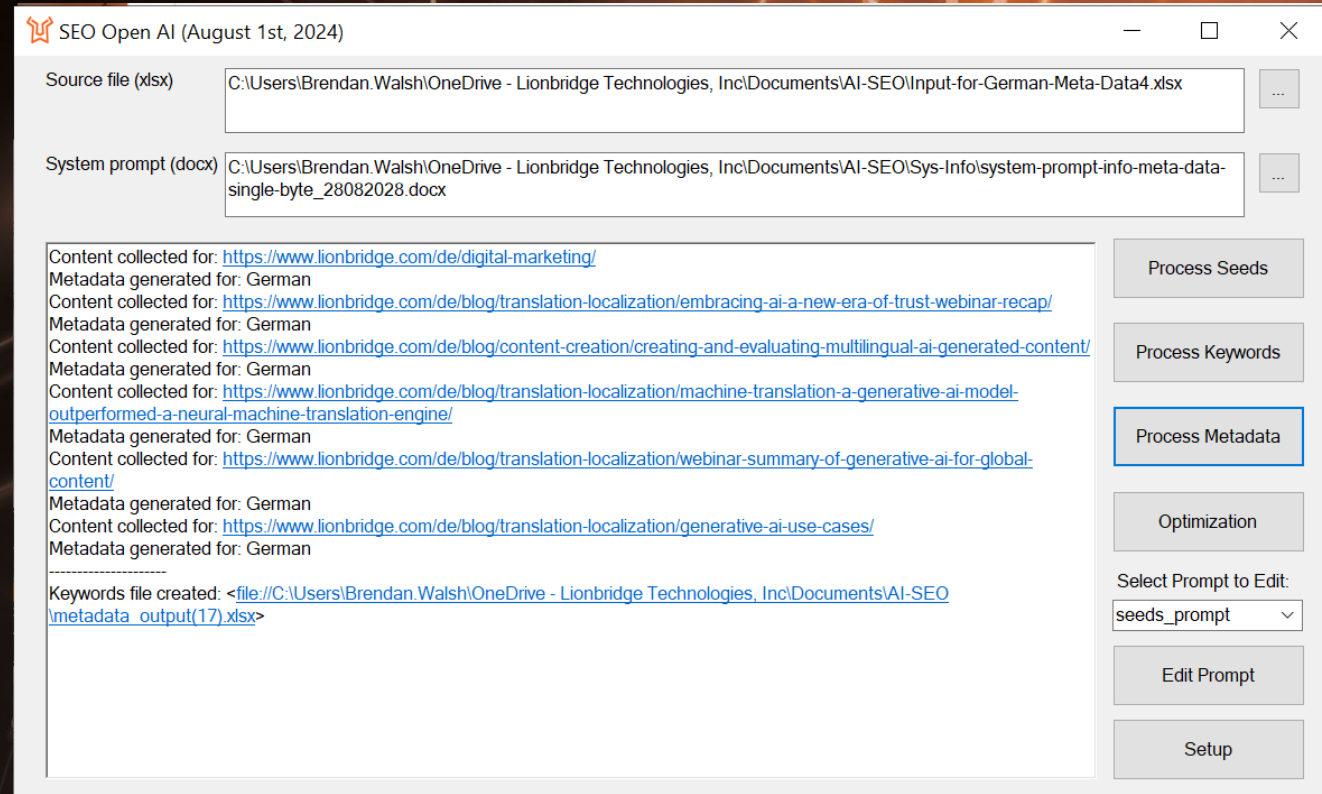 SEO Open AI (August 1st, 2024)
Source file (xlsx)
C:\Users\Brendan.Walsh\OneDrive - Lionbridge Technologies, Inc\Documents\AI-SEO\Input-for-German-Meta-Data4.xlsx
...
System prompt (docx)
C:\Users\Brendan.Walsh\OneDrive - Lionbridge Technologies, Inc\Documents\AI-SEO\Sys-Info\system-prompt-info-meta-data-
single-byte_28082028.docx
...
Content collected for: https://www.lionbridge.com/de/digital-marketing/
Metadata generated for: German
Content collected for: https://www.lionbridge.com/de/blog/translation-localization/embracing-ai-a-new-era-of-trust-webinar-recap/
Metadata generated for: German
Content collected for: https://www.lionbridge.com/de/blog/content-creation/creating-and-evaluating-multilingual-ai-generated-content/
Metadata generated for: German
Content collected for: https://www.lionbridge.com/de/blog/translation-localization/machine-translation-a-generative-ai-model-
outperformed-a-neural-machine-translation-engine/
Metadata generated for: German
Content collected for: https://www.lionbridge.com/de/blog/translation-localization/webinar-summary-of-generative-ai-for-global-
content/
Metadata generated for: German
Content collected for: https://www.lionbridge.com/de/blog/translation-localization/generative-ai-use-cases/
Metadata generated for: German
---------------------
Keywords file created: <file://C:\Users\Brendan.Walsh\OneDrive - Lionbridge Technologies, Inc\Documents\AI-SEO
\metadata_output(17).xlsx>
Process Seeds
Process Keywords
Process Metadata
Optimization
Select Prompt to Edit:
seeds_prompt
Edit Prompt
Setup